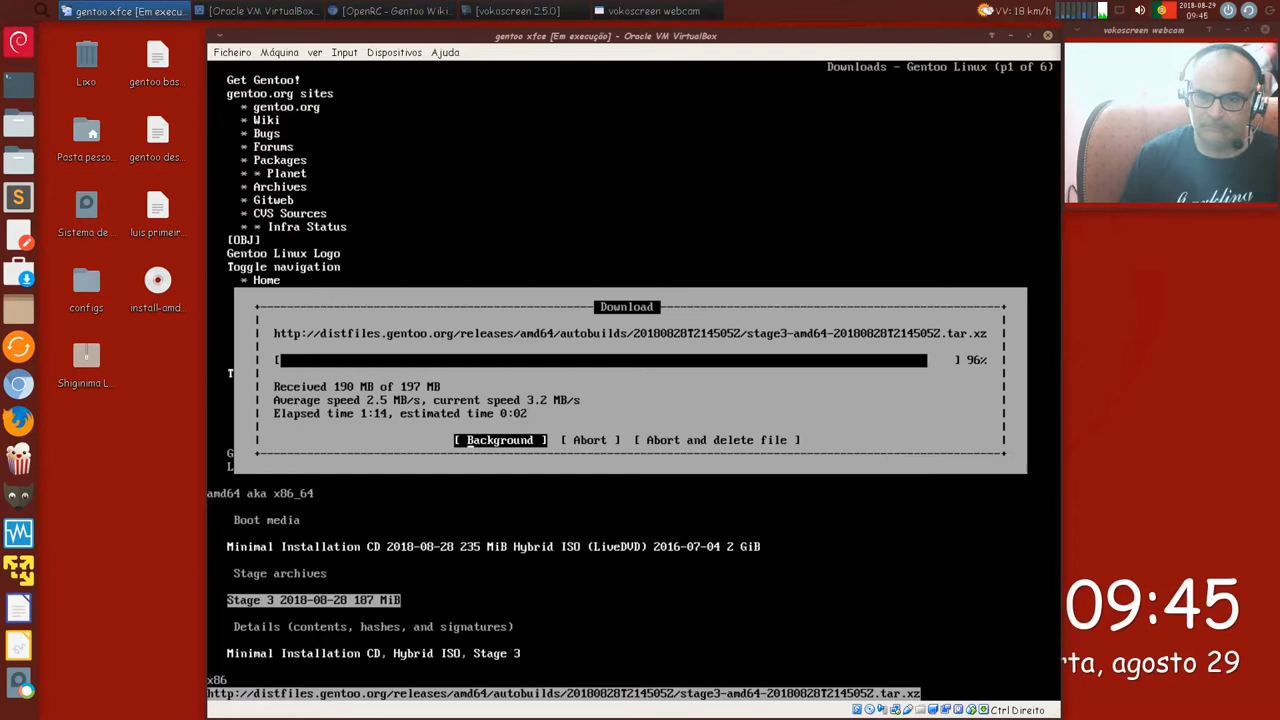 gentoo xfce [Em execu...
[Oracle VM VirtualBox...
[OpenRC - Gentoo Wiki...
[vokoscreen 2.5.0]
vokoscreen webcam
VV: 18 km/h
2018-08-29
09:45
gentoo xfce [Em execução] - Oracle VM VirtualBox
vokoscreen webcam
Ficheiro Máquina ver Input Dispositivos Ajuda
Downloads - Gentoo Linux (p1 of 6)
Get Gentoo!
gentoo.org sites
* gentoo.org
* Wiki
* Bugs
* Forums
* Packages
* * Planet
* Archives
* Gitweb
* CVS Sources
* * Infra Status
[OBJ]
Gentoo Linux Logo
Toggle navigation
* Home
Download
http://distfiles.gentoo.org/releases/amd64/autobuilds/20180828T214505Z/stage3-amd64-20180828T214505Z.tar.xz
[ ] 96%
Received 190 MB of 197 MB
Average speed 2.5 MB/s, current speed 3.2 MB/s
Elapsed time 1:14, estimated time 0:02
[ Background ] [ Abort ] [ Abort and delete file ]
T
G
L
amd64 aka x86_64
Boot media
Minimal Installation CD 2018-08-28 235 MiB Hybrid ISO (LiveDVD) 2016-07-04 2 GiB
Stage archives
Stage 3 2018-08-28 187 MiB
Details (contents, hashes, and signatures)
Minimal Installation CD, Hybrid ISO, Stage 3
x86
http://distfiles.gentoo.org/releases/amd64/autobuilds/20180828T214505Z/stage3-amd64-20180828T214505Z.tar.xz
Ctrl Direito
Lixo
gentoo bas...
Pasta pesso...
gentoo des...
Sistema de ...
luis primeir...
configs
install-amd...
Shiginima L...
09:45
rta, agosto 29